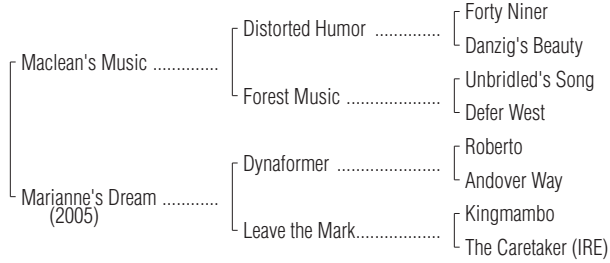 Forty Niner
Distorted Humor ..............
Danzig's Beauty
Maclean's Music ..............
Unbridled's Song
Forest Music ....................
Defer West
Roberto
Dynaformer ......................
Andover Way
Marianne's Dream ............
(2005)
Kingmambo
Leave the Mark..................
The Caretaker (IRE)